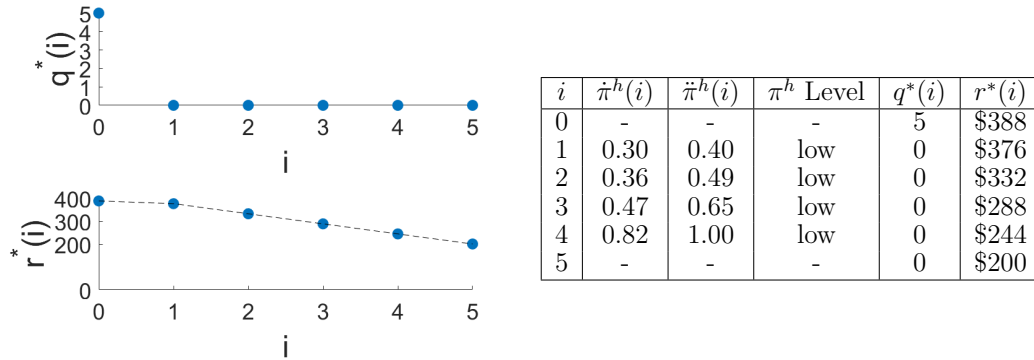 5
4
3
2
1
0
q*(i)
0 1 2 3 4 5
i
400
300
200
0
r*(i)
0 1 2 3 4 5
i
i π̇ʰ(i) π̈ʰ(i) πʰ Level q*(i) r*(i)
0 - - - 5 $388
1 0.30 0.40 low 0 $376
2 0.36 0.49 low 0 $332
3 0.47 0.65 low 0 $288
4 0.82 1.00 low 0 $244
5 - - - 0 $200